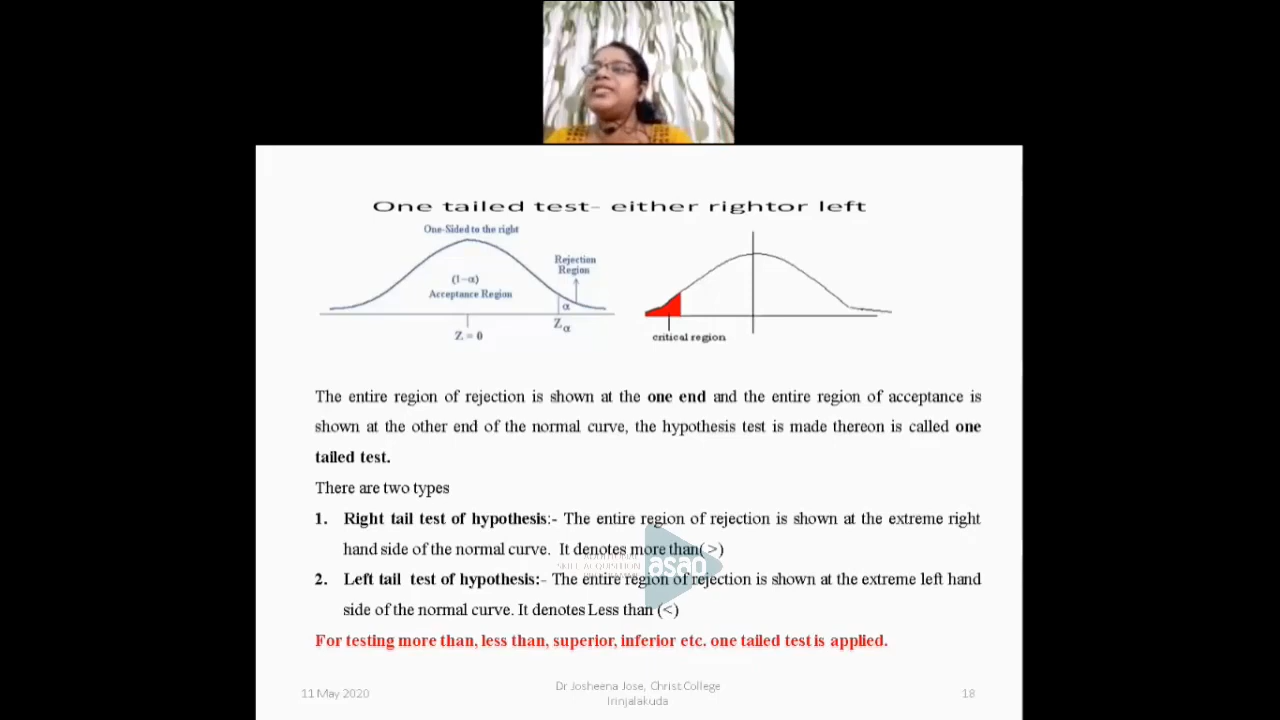 One tailed test- either rightor left
One-Sided to the right
Rejection
Region
(1-α)
Acceptance Region
α
Zα
Z = 0
critical region
The entire region of rejection is shown at the one end and the entire region of acceptance is
shown at the other end of the normal curve, the hypothesis test is made thereon is called one
tailed test.
There are two types
1. Right tail test of hypothesis:- The entire region of rejection is shown at the extreme right
hand side of the normal curve. It denotes more than( >)
2. Left tail test of hypothesis:- The entire region of rejection is shown at the extreme left hand
side of the normal curve. It denotes Less than (<)
For testing more than, less than, superior, inferior etc. one tailed test is applied.
SKILL ACQUISITION
asap
11 May 2020
Dr Josheena Jose, Christ College
Irinjalakuda
18